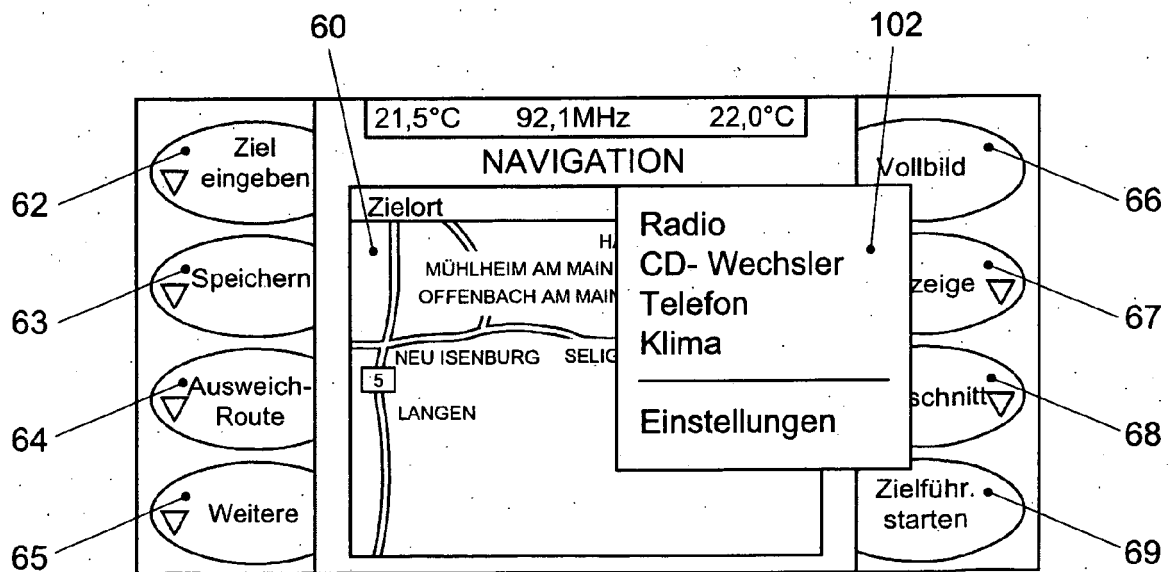 60 102
21,5°C 92,1MHz 22,0°C
NAVIGATION
Ziel
eingeben
62
Speichern
63
Ausweich-
Route
64
Weitere
65
Zielort
HA
MÜHLHEIM AM MAIN
OFFENBACH AM MAIN
NEU ISENBURG SELIG
5
LANGEN
Radio
CD- Wechsler
Telefon
Klima
Einstellungen
Vollbild
66
zeige
67
schnitt
68
Zielführ.
starten
69